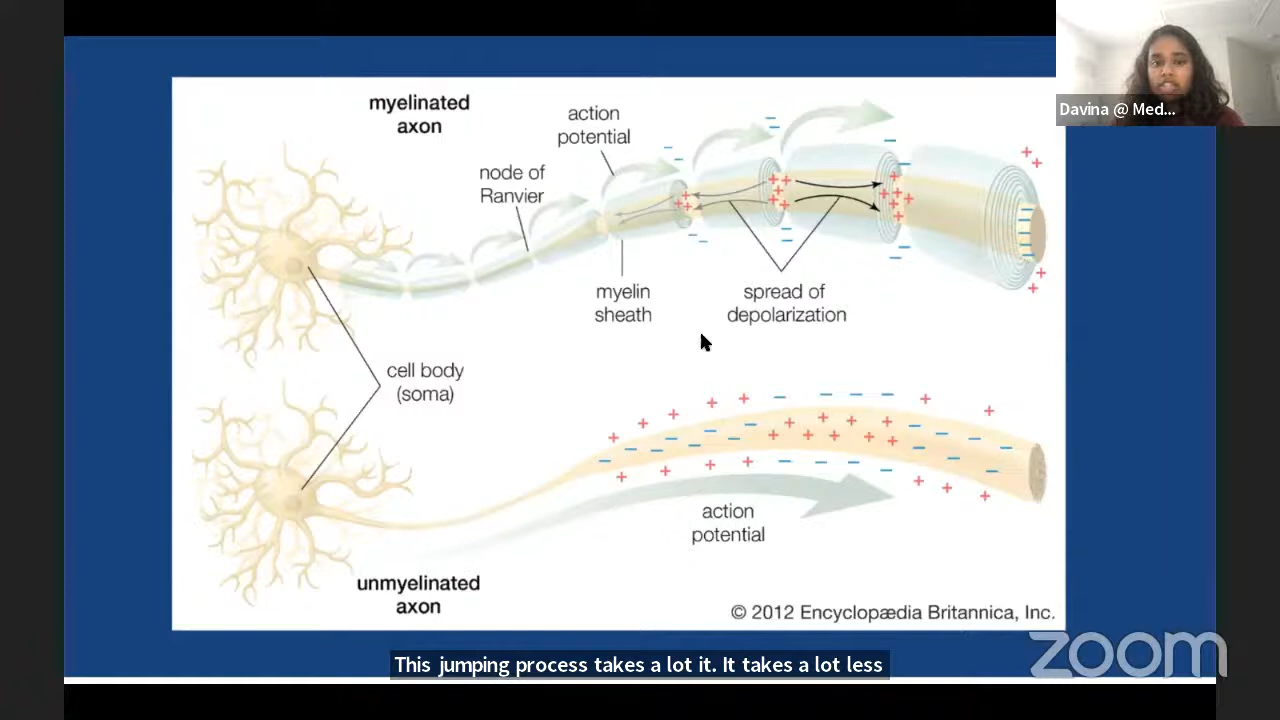 Davina @ Med...
myelinated
axon
action
potential
node of
Ranvier
myelin
sheath
spread of
depolarization
cell body
(soma)
action
potential
unmyelinated
axon
© 2012 Encyclopædia Britannica, Inc.
zoom
This jumping process takes a lot it. It takes a lot less